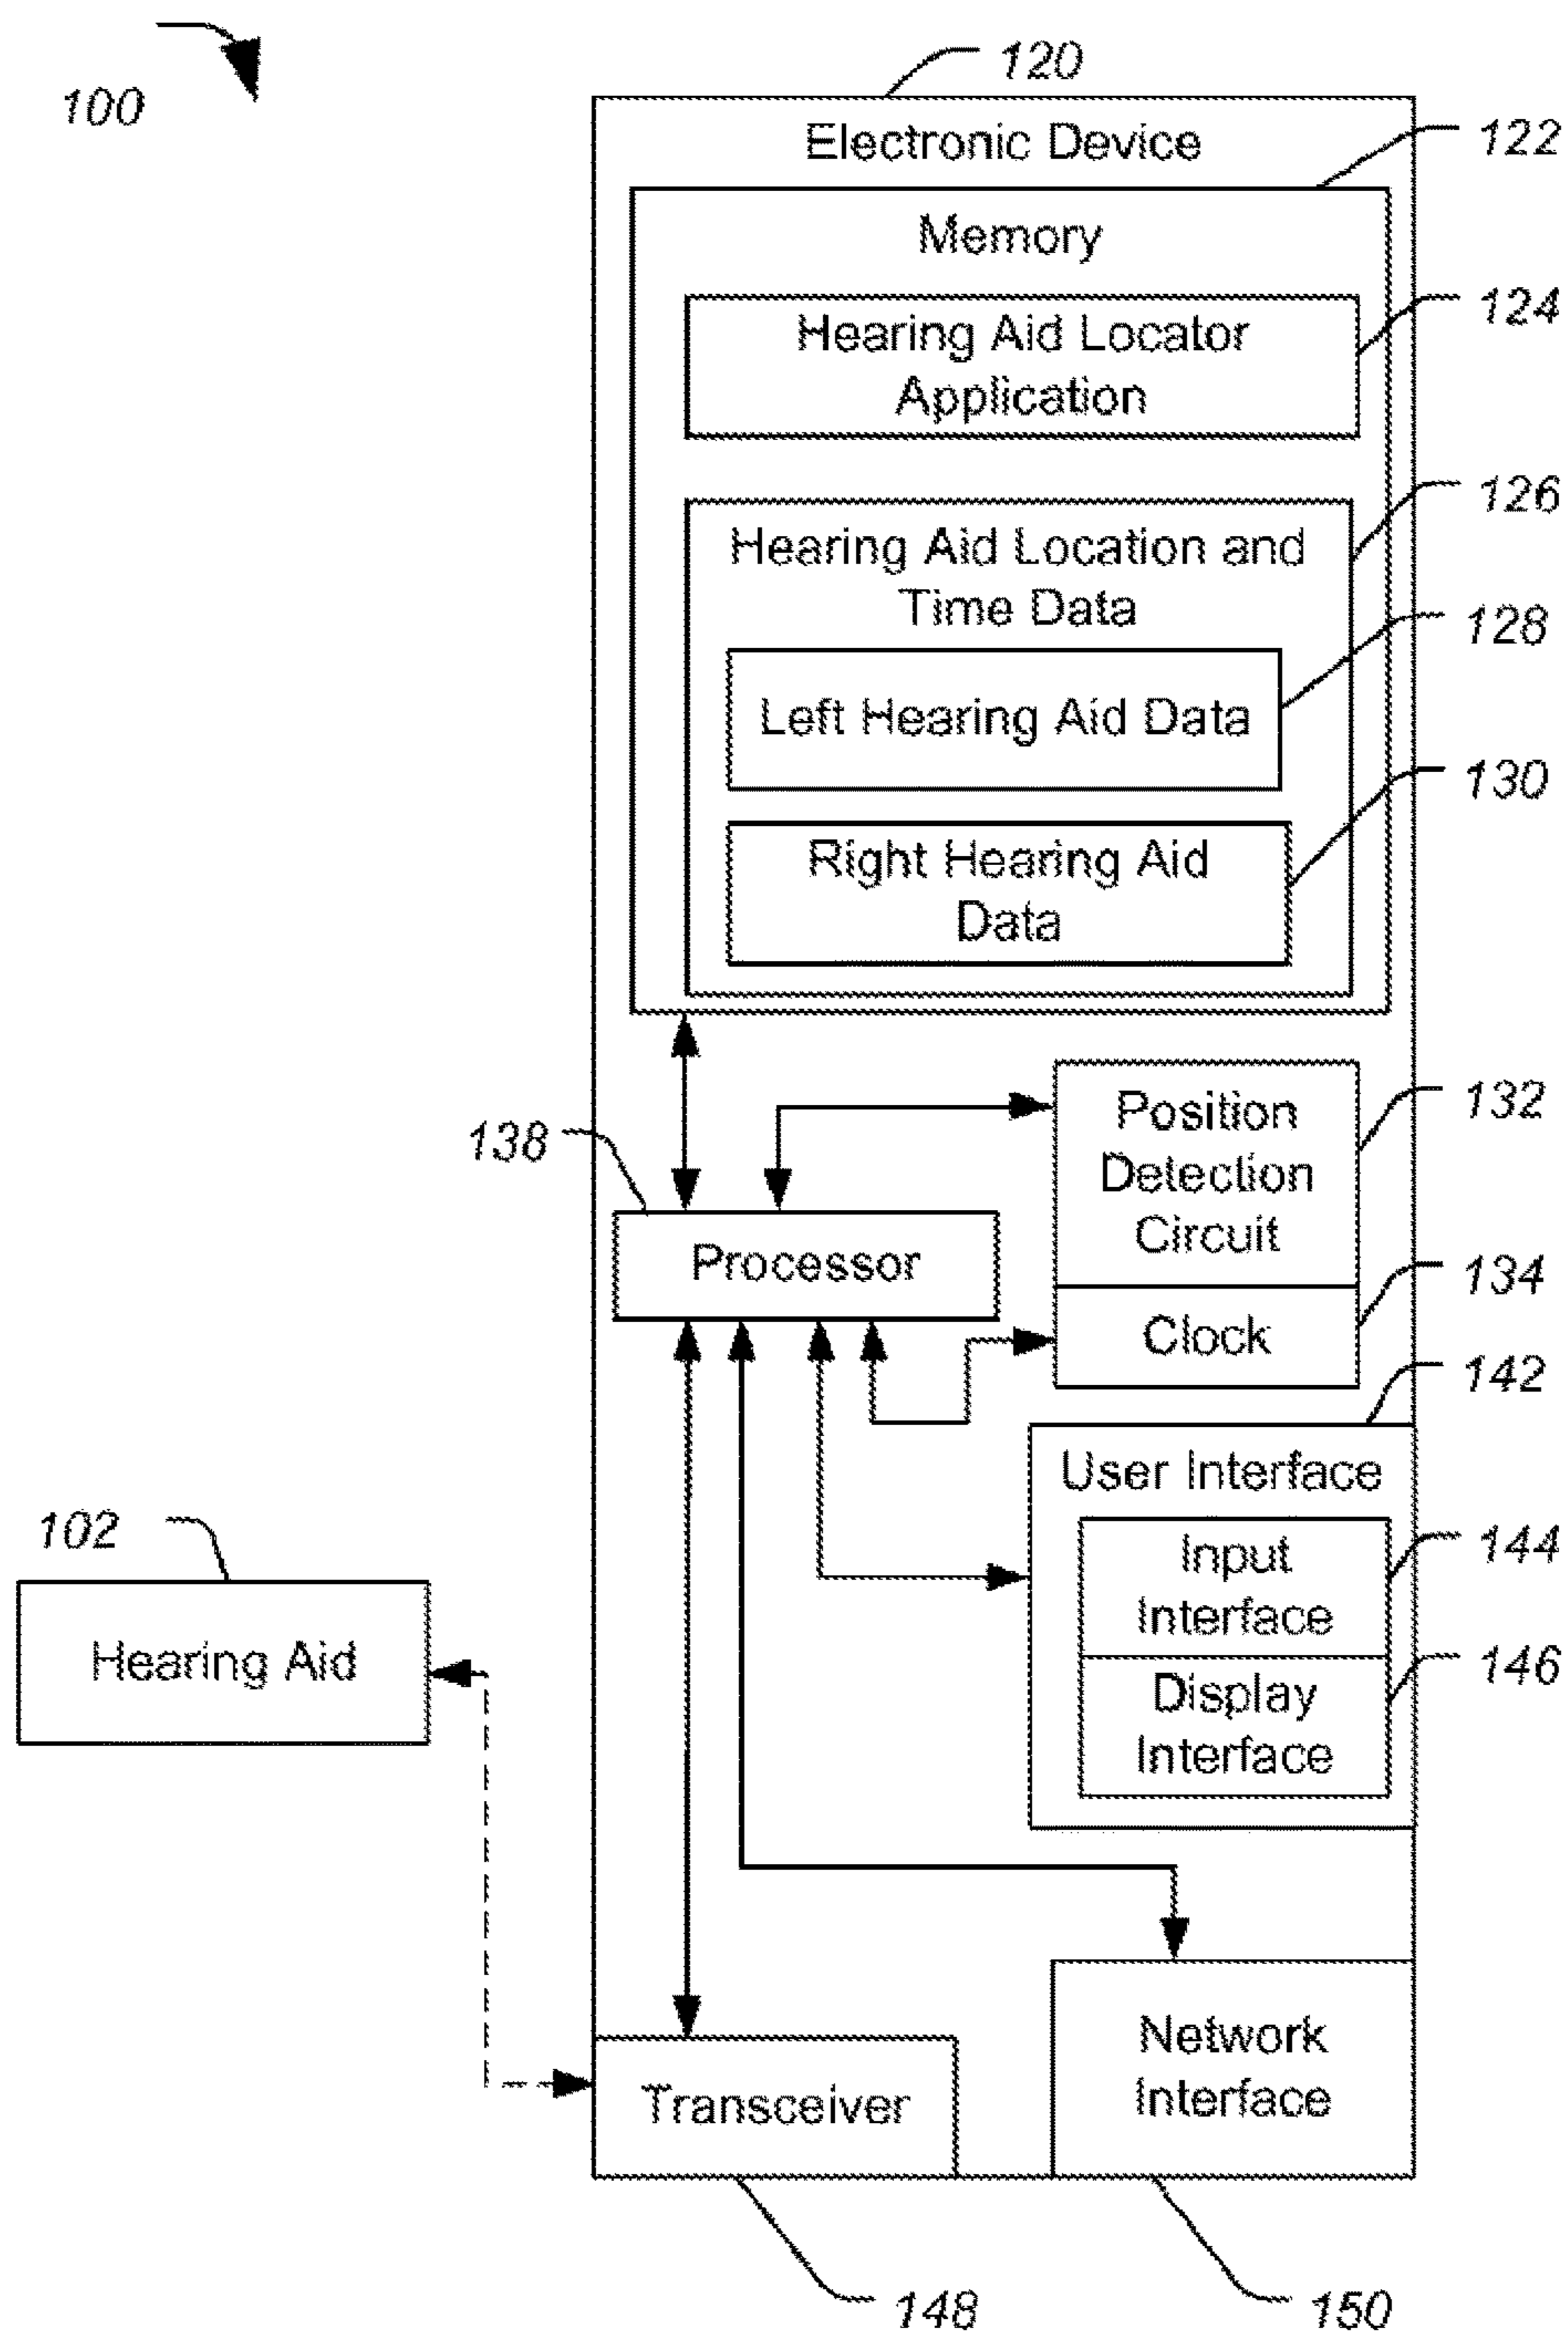 100
120
Electronic Device
122
Memory
124
Hearing Aid Locator
Application
126
Hearing Aid Location and
Time Data
128
Left Hearing Aid Data
130
Right Hearing Aid
Data
132
Position
Detection
Circuit
138
Processor
134
Clock
142
User Interface
102
144
Input
Interface
Hearing Aid
146
Display
Interface
Network
Interface
Transceiver
148
150